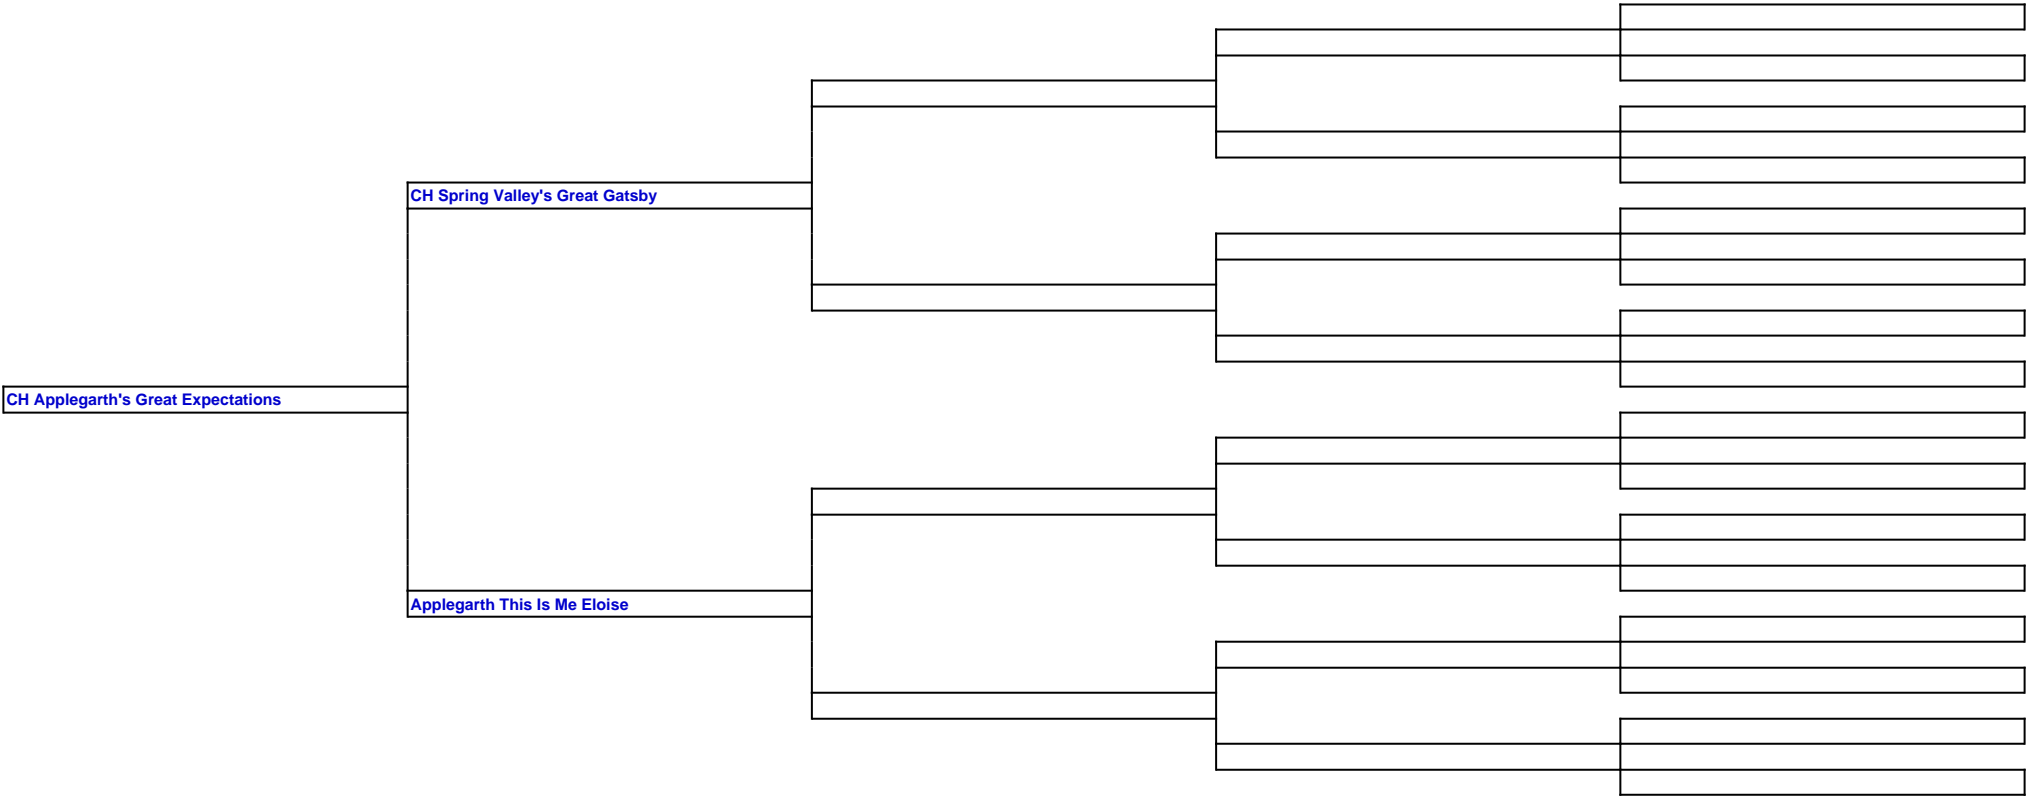 CH Spring Valley's Great Gatsby
CH Applegarth's Great Expectations
Applegarth This Is Me Eloise